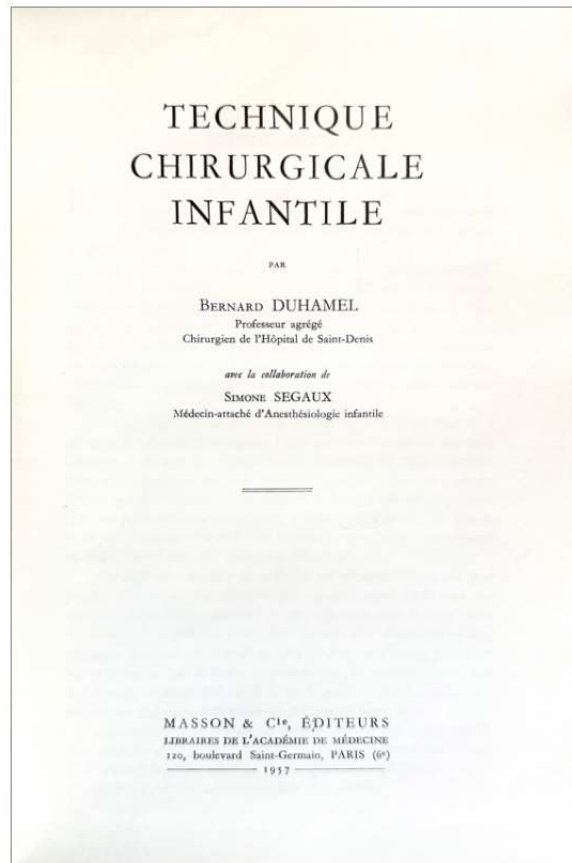 TECHNIQUE
CHIRURGICALE
INFANTILE
PAR
BERNARD DUHAMEL
Professeur agrégé
Chirurgien de l'Hôpital de Saint-Denis
avec la collaboration de
SIMONE SEGAUX
Médecin-attaché d'Anesthésiologie infantile
MASSON & Cie, ÉDITEURS
LIBRAIRES DE L'ACADÉMIE DE MÉDECINE
120, boulevard Saint-Germain, PARIS (6e)
1957